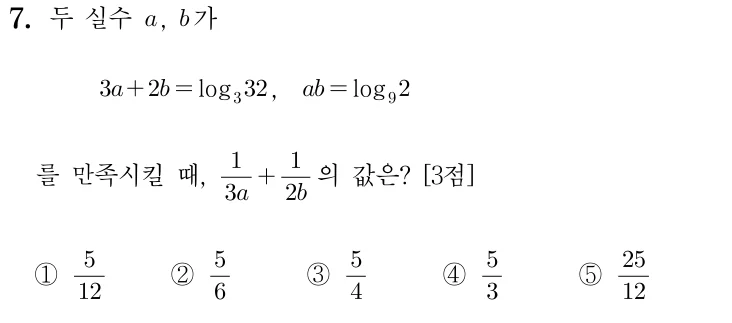 7. 두 실수 a, b가
3a+2b=log₃32, ab=log₉2
를 만족시킬 때, 1/3a + 1/2b 의 값은? [3점]
① 5/12 ② 5/6 ③ 5/4 ④ 5/3 ⑤ 25/12